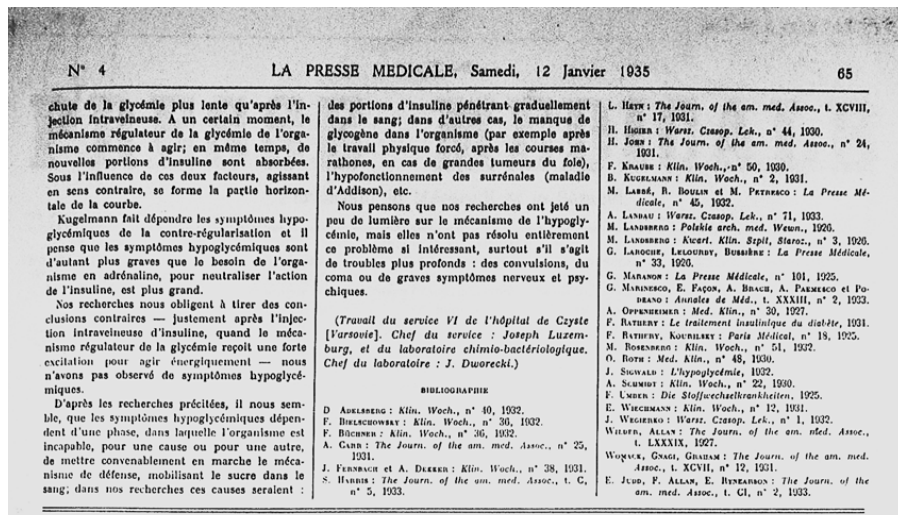 N° 4
LA PRESSE MEDICALE, Samedi, 12 Janvier 1935
65
chute de la glycémie plus lente qu'après l'in-
jection intraveineuse. A un certain moment, le
mécanisme régulateur de la glycémie de l'orga-
nisme commence à agir; en même temps, de
nouvelles portions d'insuline sont absorbées.
Sous l'influence de ces deux facteurs, agissant
en sens contraire, se forme la partie horizon-
tale de la courbe.
Kugelmann fait dépendre les symptômes hypo-
glycémiques de la contre-régularisation et il
pense que les symptômes hypoglycémiques sont
d'autant plus graves que le besoin de l'orga-
nisme en adrénaline, pour neutraliser l'action
de l'insuline, est plus grand.
Nos recherches nous obligent à tirer des con-
clusions contraires — justement après l'injec-
tion intraveineuse d'insuline, quand le méca-
nisme régulateur de la glycémie reçoit une forte
excitation pour agir énergiquement — nous
n'avons pas observé de symptômes hypoglycé-
miques.
D'après les recherches précitées, il nous sem-
ble, que les symptômes hypoglycémiques dépen-
dent d'une phase, dans laquelle l'organisme est
incapable, pour une cause ou pour une autre,
de mettre convenablement en marche le méca-
nisme de défense, mobilisant le sucre dans le
sang; dans nos recherches ces causes seraient :
des portions d'insuline pénétrant graduellement
dans le sang; dans d'autres cas, le manque de
glycogène dans l'organisme (par exemple après
le travail physique forcé, après les courses ma-
rathones, en cas de grandes tumeurs du foie),
l'hypofonctionnement des surrénales (maladie
d'Addison), etc.
Nous pensons que nos recherches ont jeté un
peu de lumière sur le mécanisme de l'hypogly-
cémie, mais elles n'ont pas résolu entièrement
ce problème si intéressant, surtout s'il s'agit
de troubles plus profonds : des convulsions, du
coma ou de graves symptômes nerveux et psy-
chiques.
(Travail du service VI de l'hôpital de Czyste
[Varsovie]. Chef du service : Joseph Luxem-
burg, et du laboratoire chimio-bactériologique.
Chef du laboratoire : J. Dworecki.)
BIBLIOGRAPHIE
D ADELSBERG : Klin. Woch., n° 40, 1932.
F. BIELSCHOWSKY : Klin. Woch., n° 36, 1932.
F. BÜCHNER : Klin. Woch., n° 36, 1932.
A. CARR : The Journ. of the am. med. Assoc., n° 25,
1931.
J. FERNBACH et A. DEKKER : Klin. Woch., n° 38, 1931.
S. HARRIS : The Journ. of the am. med. Assoc., t. C,
n° 5, 1933.
L. HAYN : The Journ. of the am. med. Assoc., t. XCVIII,
n° 17, 1931.
H. HIGIER : Warsz. Czasop. Lek., n° 44, 1930.
H. JOHN : The Journ. of the am. med. Assoc., n° 24,
1931.
F. KRAUSE : Klin. Woch., n° 50, 1930.
B. KUGELMANN : Klin. Woch., n° 2, 1931.
M. LABBÉ, R. BOULIN et M. PETRESCO : La Presse Mé-
dicale, n° 45, 1932.
A. LANDAU : Warsz. Czasop. Lek., n° 71, 1933.
M. LANDSBERG : Polskie arch. med. Wewn., 1926.
M. LANDSBERG : Kwart. Klin. Szpit. Staroz., n° 3, 1926.
G. LAROCHE, LELOURDY, BUSSIÈRE : La Presse Médicale,
n° 33, 1926.
G. MARANON : La Presse Médicale, n° 101, 1925.
G. MARINESCO, E. FAÇON, A. BRACH, A. PAEMESCO et PO-
DEANO : Annales de Méd., t. XXXIII, n° 2, 1933.
A. OPPENHEIMER : Med. Klin., n° 30, 1927.
F. RATHERY : Le traitement insulinique du diabète, 1931.
F. RATHERY, KOURILSKY : Paris Médical, n° 18, 1925.
M. ROSENBERG : Klin. Woch., n° 51, 1932.
O. ROTH : Med. Klin., n° 48, 1930.
J. SIGWALD : L'hypoglycémie, 1932.
A. SCHMIDT : Klin. Woch., n° 22, 1930.
F. UMBER : Die Stoffwechselkrankheiten, 1925.
E. WIECHMANN : Klin. Woch., n° 12, 1931.
J. WEGIERKO : Warsz. Czasop. Lek., n° 1, 1932.
WILDER, ALLAN : The Journ. of the am. med. Assoc.,
t. LXXXIX, 1927.
WOMACK, GNAGI, GRAHAM : The Journ. of the am. med.
Assoc., t. XCVII, n° 12, 1931.
E. JUDD, F. ALLAN, E. RYNEARSON : The Journ. of the
am. med. Assoc., t. CI, n° 2, 1933.